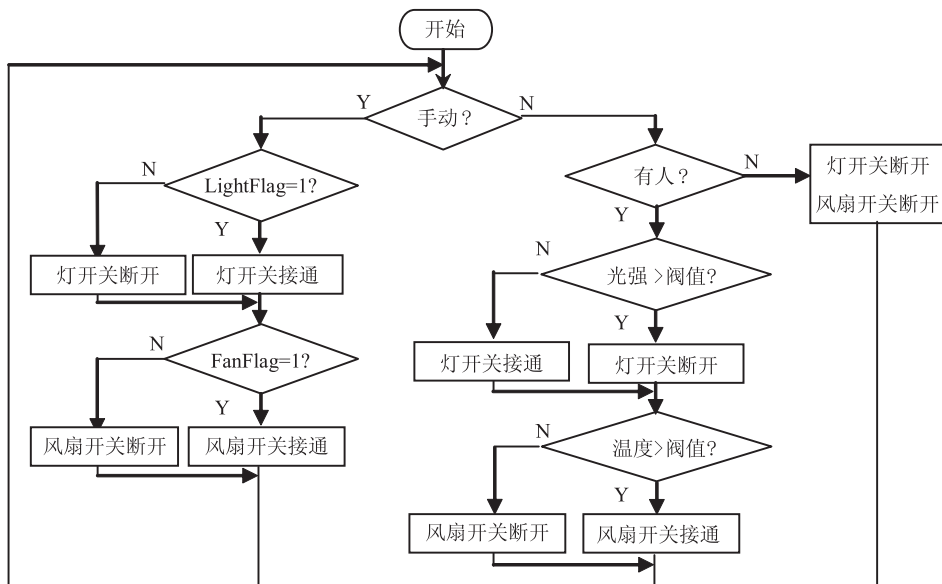 开始
手动?
Y
N
LightFlag=1?
N
Y
灯开关断开
灯开关接通
FanFlag=1?
N
Y
风扇开关断开
风扇开关接通
有人?
N
Y
灯开关断开
风扇开关断开
光强>阀值?
N
Y
灯开关接通
灯开关断开
温度>阀值?
N
Y
风扇开关断开
风扇开关接通